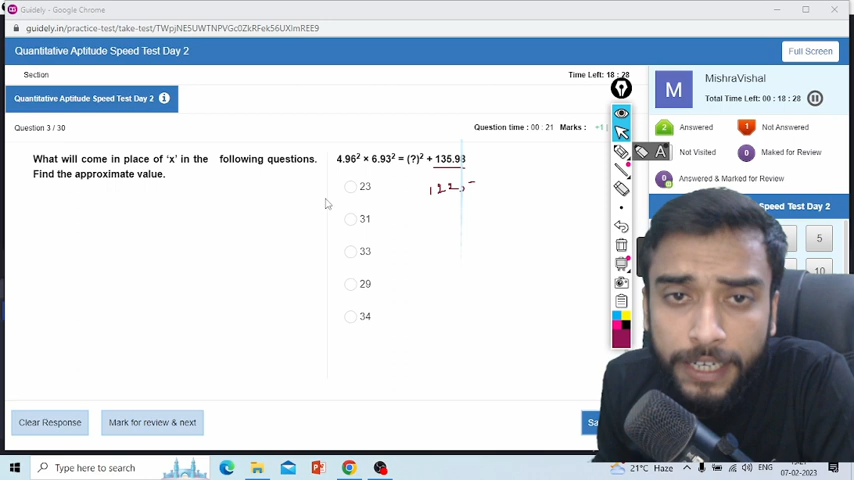 Guidely - Google Chrome
guidely.in/practice-test/take-test/TWpjNE5UWTNPVGc0ZkRFek56UXlmREE9
Quantitative Aptitude Speed Test Day 2
Full Screen
Section
Time Left: 18 : 28
Quantitative Aptitude Speed Test Day 2 i
M
MishraVishal
Total Time Left: 00 : 18 : 28
Question 3 / 30
Question time : 00 : 21 Marks : +1
2 Answered
1 Not Answered
A
Not Visited
0 Maked for Review
0 Answered & Marked for Review
What will come in place of ‘x’ in the following questions.
Find the approximate value.
4.96² × 6.93² = (?)² + 135.93
1225
23
31
33
29
34
Speed Test Day 2
5
10
Clear Response
Mark for review & next
Sa
Type here to search
21°C Haze
ENG
07-02-2023